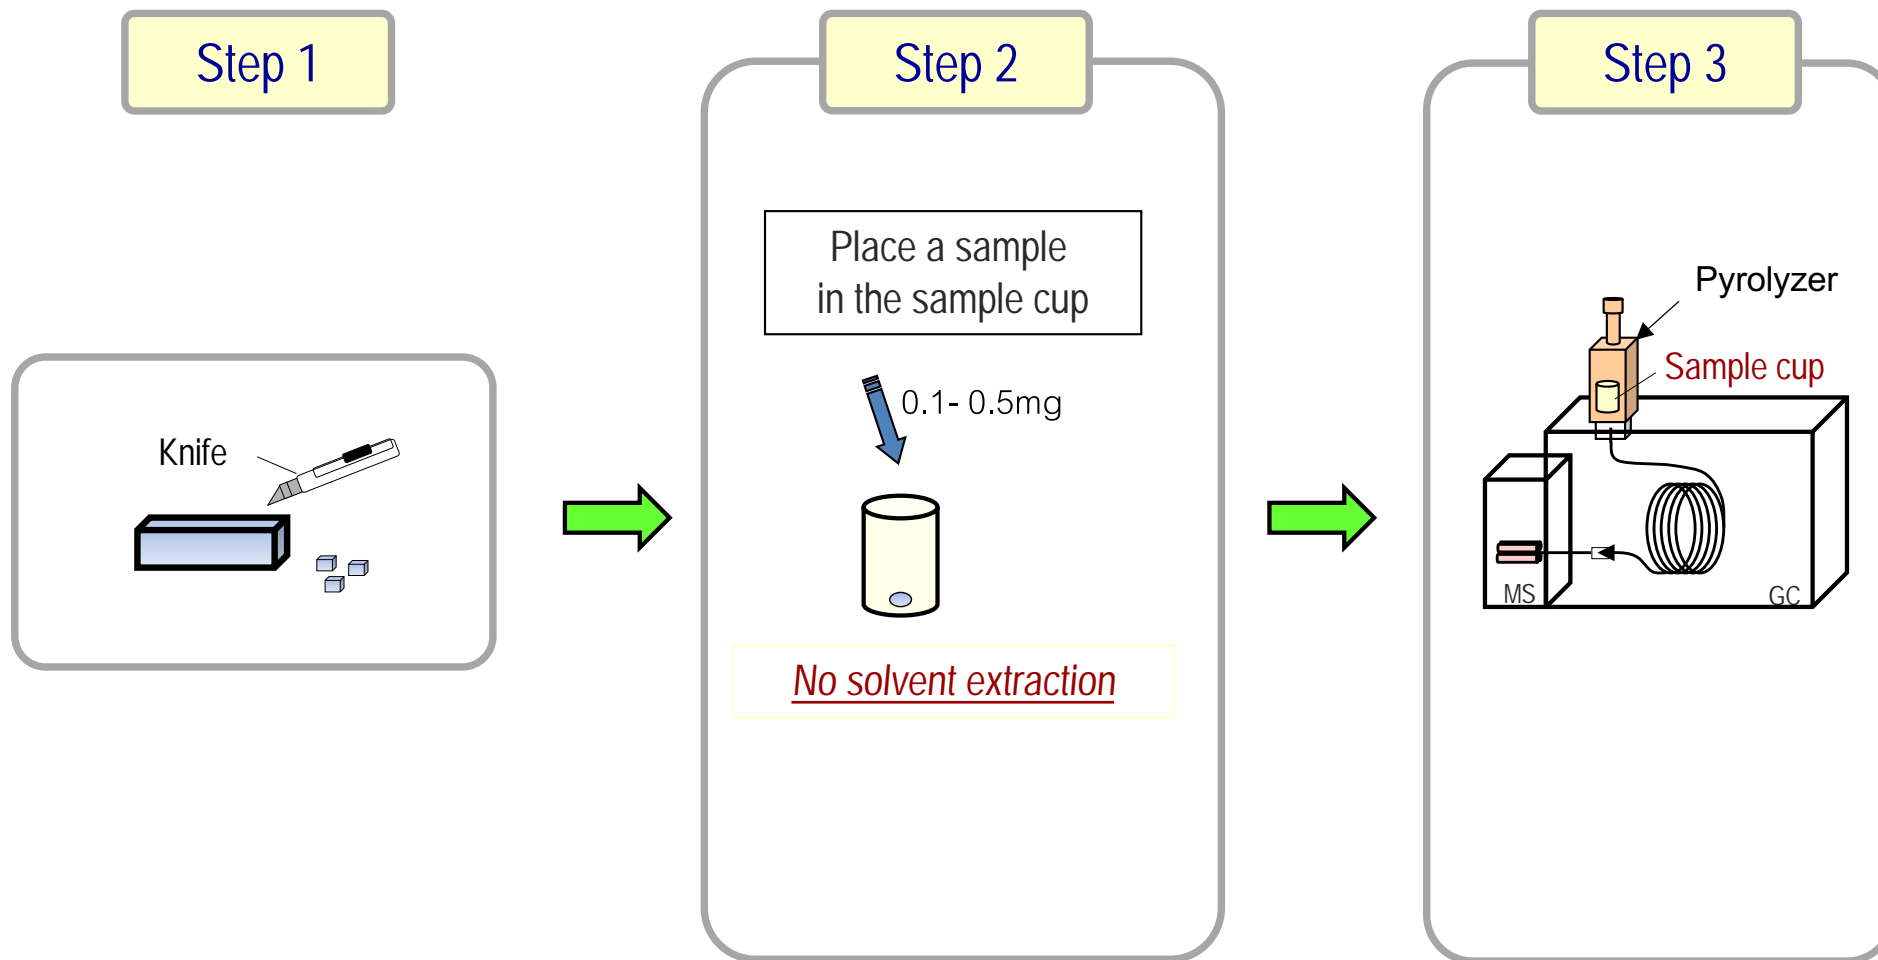 Step 1
Knife
Step 2
Place a sample
in the sample cup
0.1- 0.5mg
No solvent extraction
Step 3
Pyrolyzer
Sample cup
MS
GC